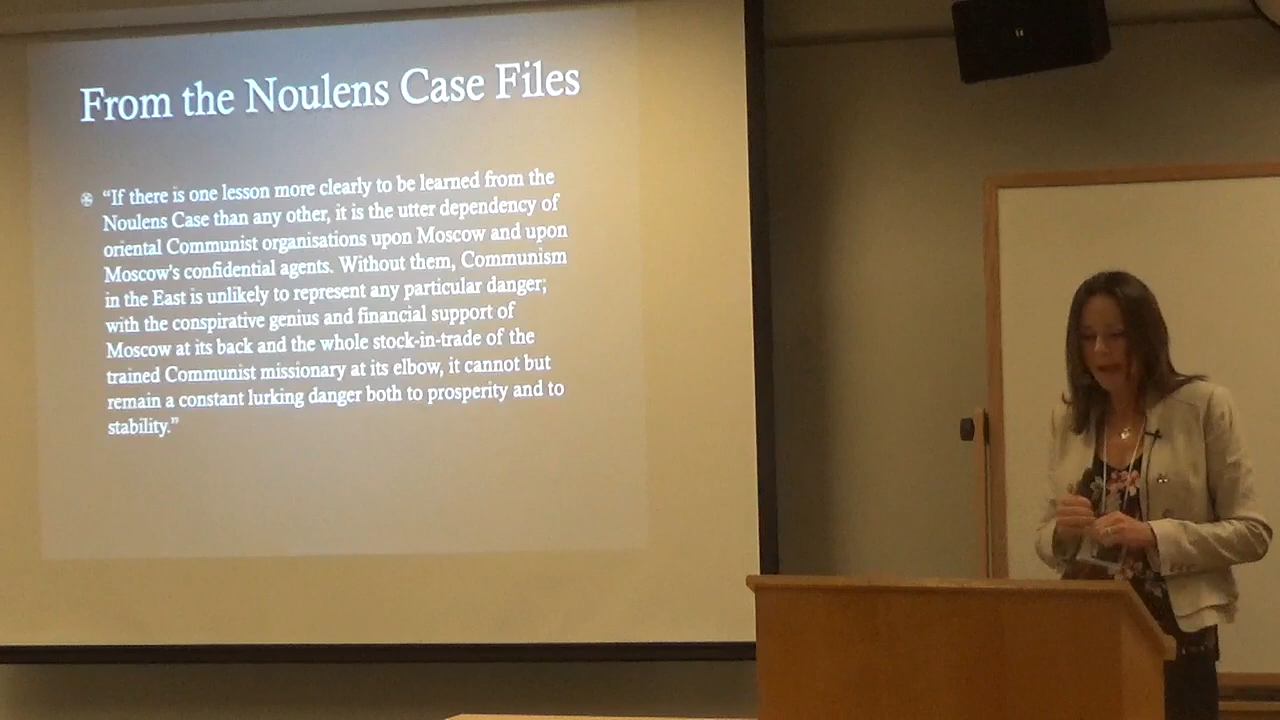 From the Noulens Case Files
“If there is one lesson more clearly to be learned from the
Noulens Case than any other, it is the utter dependency of
oriental Communist organisations upon Moscow and upon
Moscow's confidential agents. Without them, Communism
in the East is unlikely to represent any particular danger;
with the conspirative genius and financial support of
Moscow at its back and the whole stock-in-trade of the
trained Communist missionary at its elbow, it cannot but
remain a constant lurking danger both to prosperity and to
stability.”